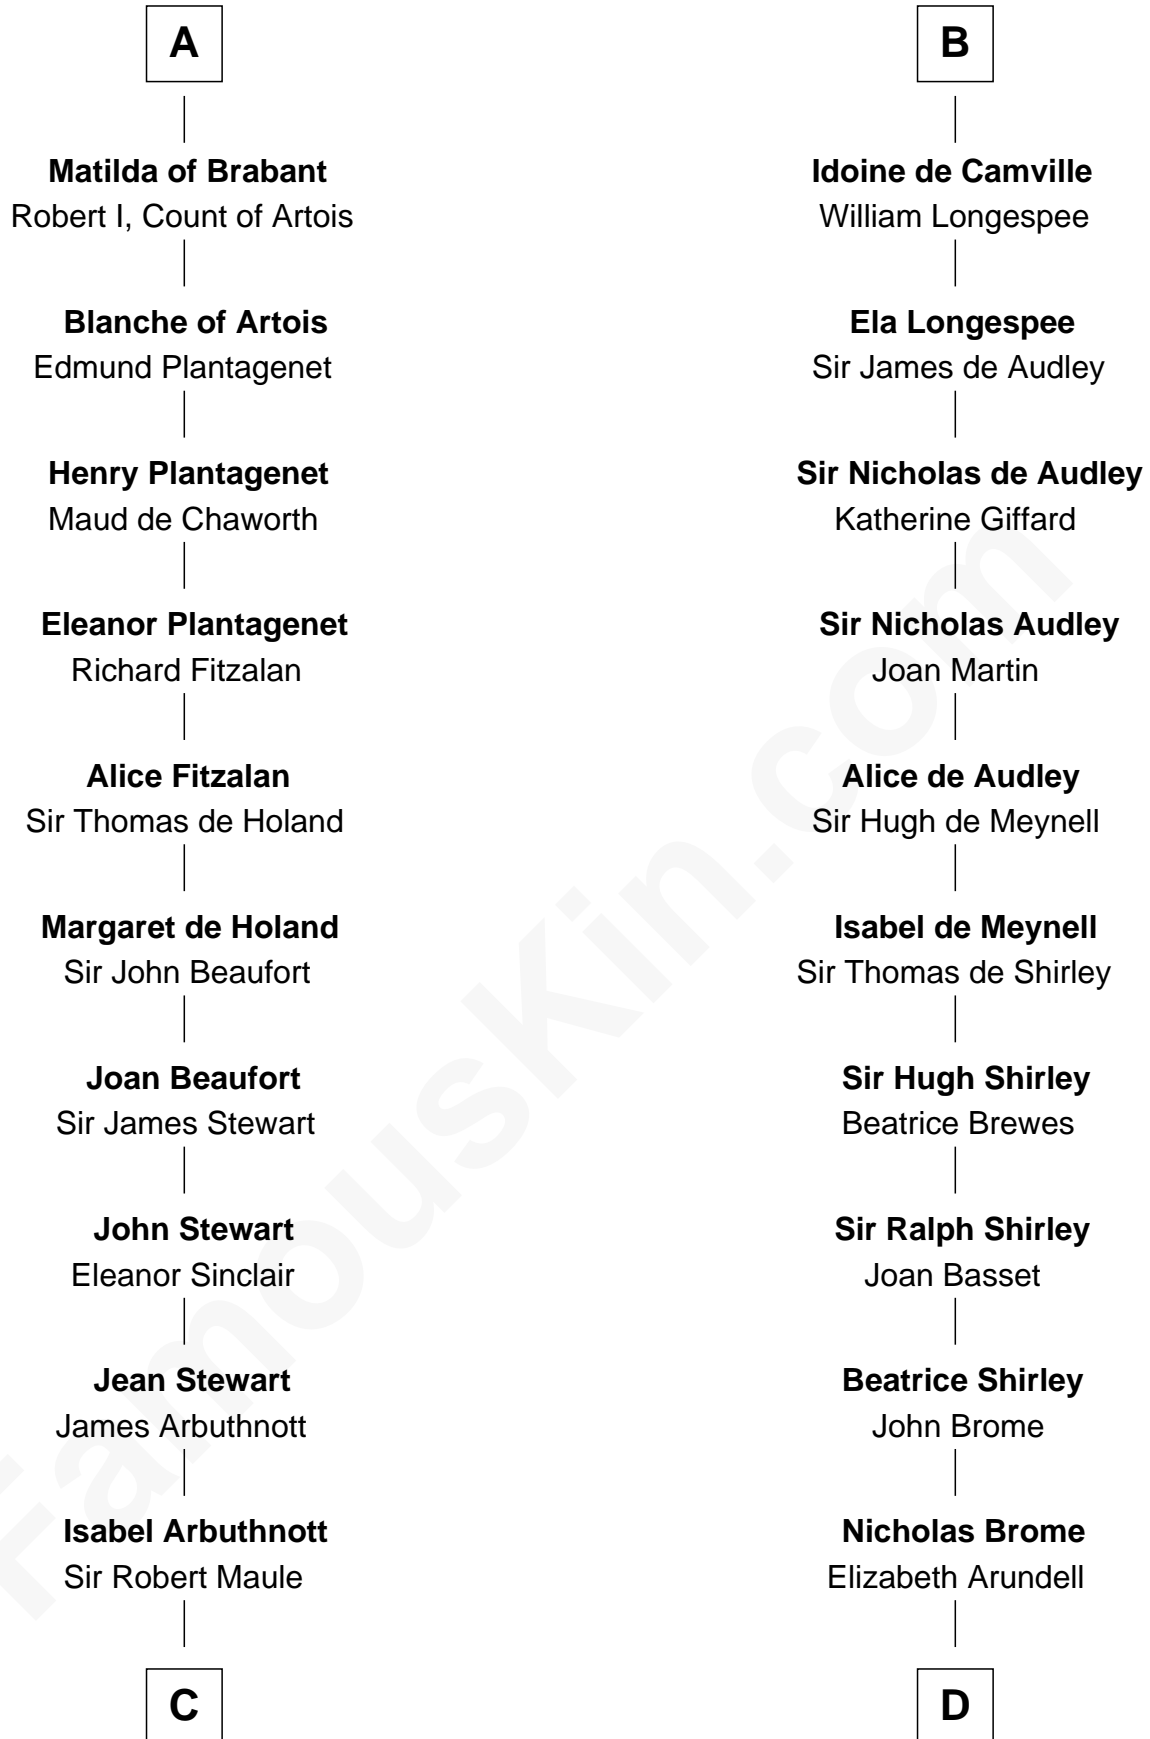 A
Matilda of Brabant
Robert I, Count of Artois
Blanche of Artois
Edmund Plantagenet
Henry Plantagenet
Maud de Chaworth
Eleanor Plantagenet
Richard Fitzalan
Alice Fitzalan
Sir Thomas de Holand
Margaret de Holand
Sir John Beaufort
Joan Beaufort
Sir James Stewart
John Stewart
Eleanor Sinclair
Jean Stewart
James Arbuthnott
Isabel Arbuthnott
Sir Robert Maule
C
B
Idoine de Camville
William Longespee
Ela Longespee
Sir James de Audley
Sir Nicholas de Audley
Katherine Giffard
Sir Nicholas Audley
Joan Martin
Alice de Audley
Sir Hugh de Meynell
Isabel de Meynell
Sir Thomas de Shirley
Sir Hugh Shirley
Beatrice Brewes
Sir Ralph Shirley
Joan Basset
Beatrice Shirley
John Brome
Nicholas Brome
Elizabeth Arundell
D
FamousKin.com